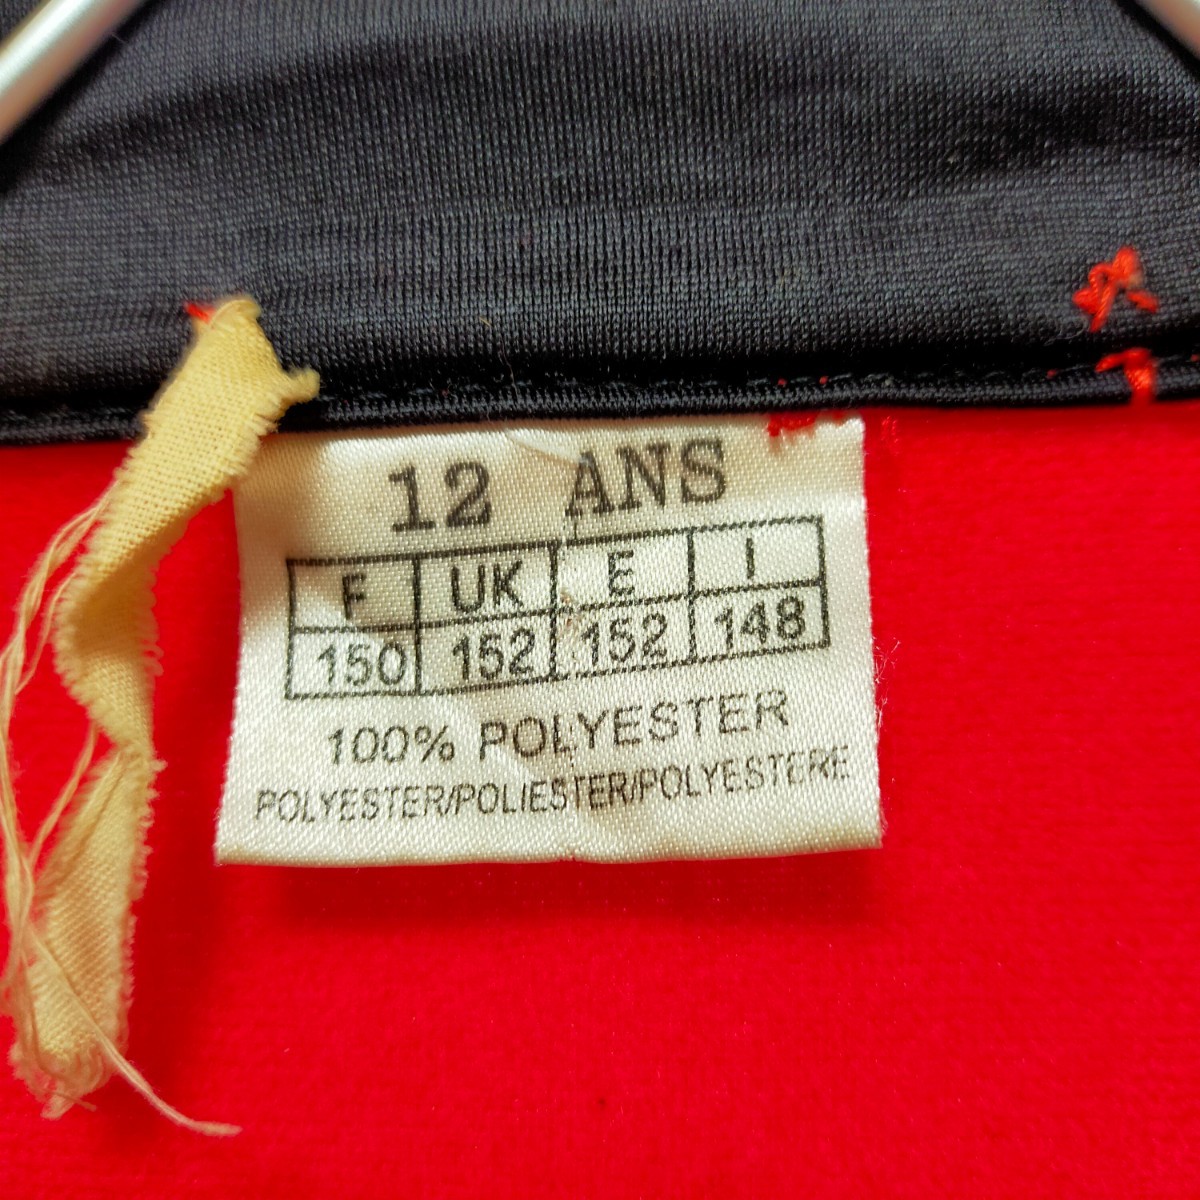 12 ANS
F UK E I
150 152 152 148
100% POLYESTER
POLYESTER/POLIESTER/POLYESTERE